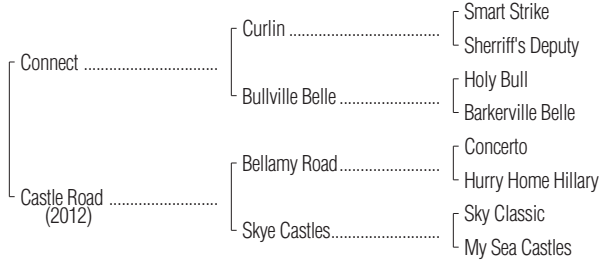 Smart Strike
Curlin
Sheriff's Deputy
Connect
Holy Bull
Bullville Belle
Barkerville Belle
Concerto
Bellamy Road
Hurry Home Hillary
Castle Road
(2012)
Sky Classic
Skye Castles
My Sea Castles